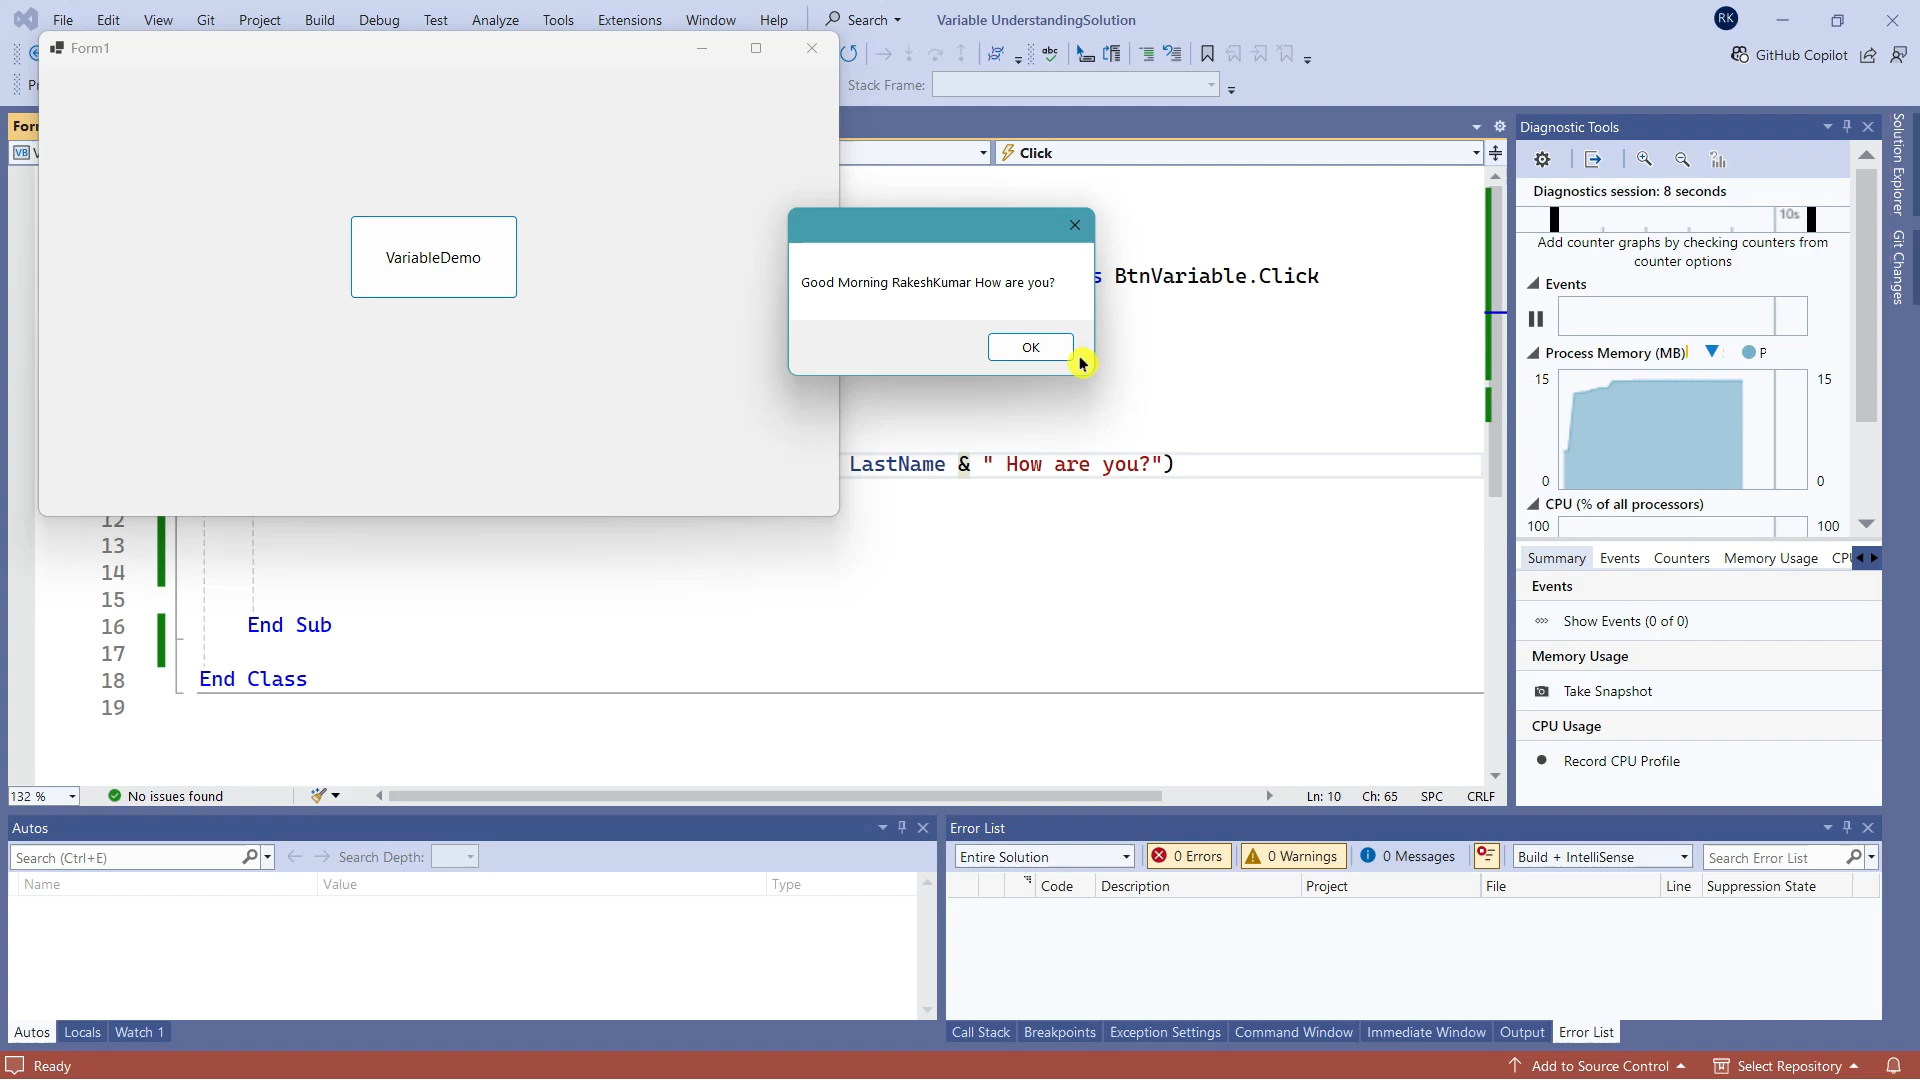 File Edit View Git Project Build Debug Test Analyze Tools Extensions Window Help Search Variable UnderstandingSolution RK
Form1
GitHub Copilot
Stack Frame:
Click
VariableDemo
Good Morning RakeshKumar How are you?
OK
BtnVariable.Click
LastName & " How are you?")
12
13
14
15
16 End Sub
17
18 End Class
19
132 % No issues found Ln: 10 Ch: 65 SPC CRLF
Diagnostic Tools
Diagnostics session: 8 seconds
10s
Add counter graphs by checking counters from
counter options
Events
Process Memory (MB) P
15 15
0 0
CPU (% of all processors)
100 100
Summary Events Counters Memory Usage
Events
Show Events (0 of 0)
Memory Usage
Take Snapshot
CPU Usage
Record CPU Profile
Solution Explorer
Git Changes
Autos
Search (Ctrl+E) Search Depth:
Name Value Type
Autos Locals Watch 1
Error List
Entire Solution 0 Errors 0 Warnings 0 Messages Build + IntelliSense Search Error List
Code Description Project File Line Suppression State
Call Stack Breakpoints Exception Settings Command Window Immediate Window Output Error List
Ready Add to Source Control Select Repository